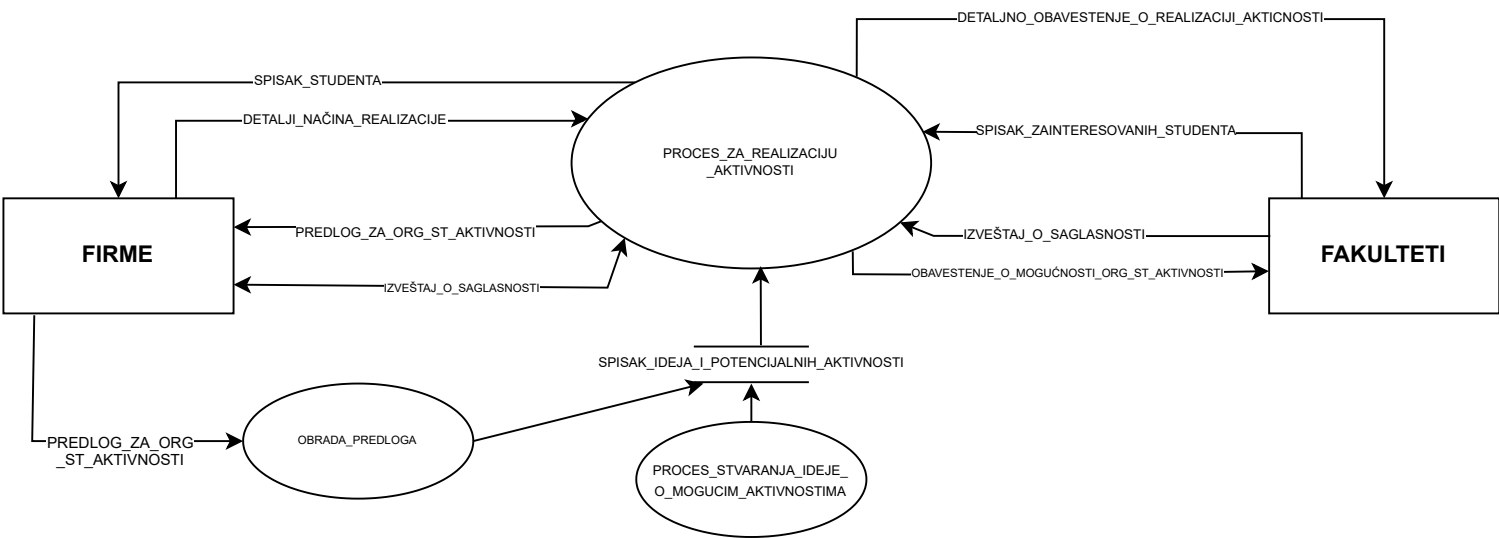 DETALJNO_OBAVESTENJE_O_REALIZACIJI_AKTICNOSTI
SPISAK_STUDENTA
DETALJI_NAČINA_REALIZACIJE
SPISAK_ZAINTERESOVANIH_STUDENTA
PROCES_ZA_REALIZACIJU
_AKTIVNOSTI
PREDLOG_ZA_ORG_ST_AKTIVNOSTI
IZVEŠTAJ_O_SAGLASNOSTI
FIRME
FAKULTETI
OBAVESTENJE_O_MOGUĆNOSTI_ORG_ST_AKTIVNOSTI
IZVEŠTAJ_O_SAGLASNOSTI
SPISAK_IDEJA_I_POTENCIJALNIH_AKTIVNOSTI
PREDLOG_ZA_ORG
_ST_AKTIVNOSTI
OBRADA_PREDLOGA
PROCES_STVARANJA_IDEJE_
O_MOGUCIM_AKTIVNOSTIMA